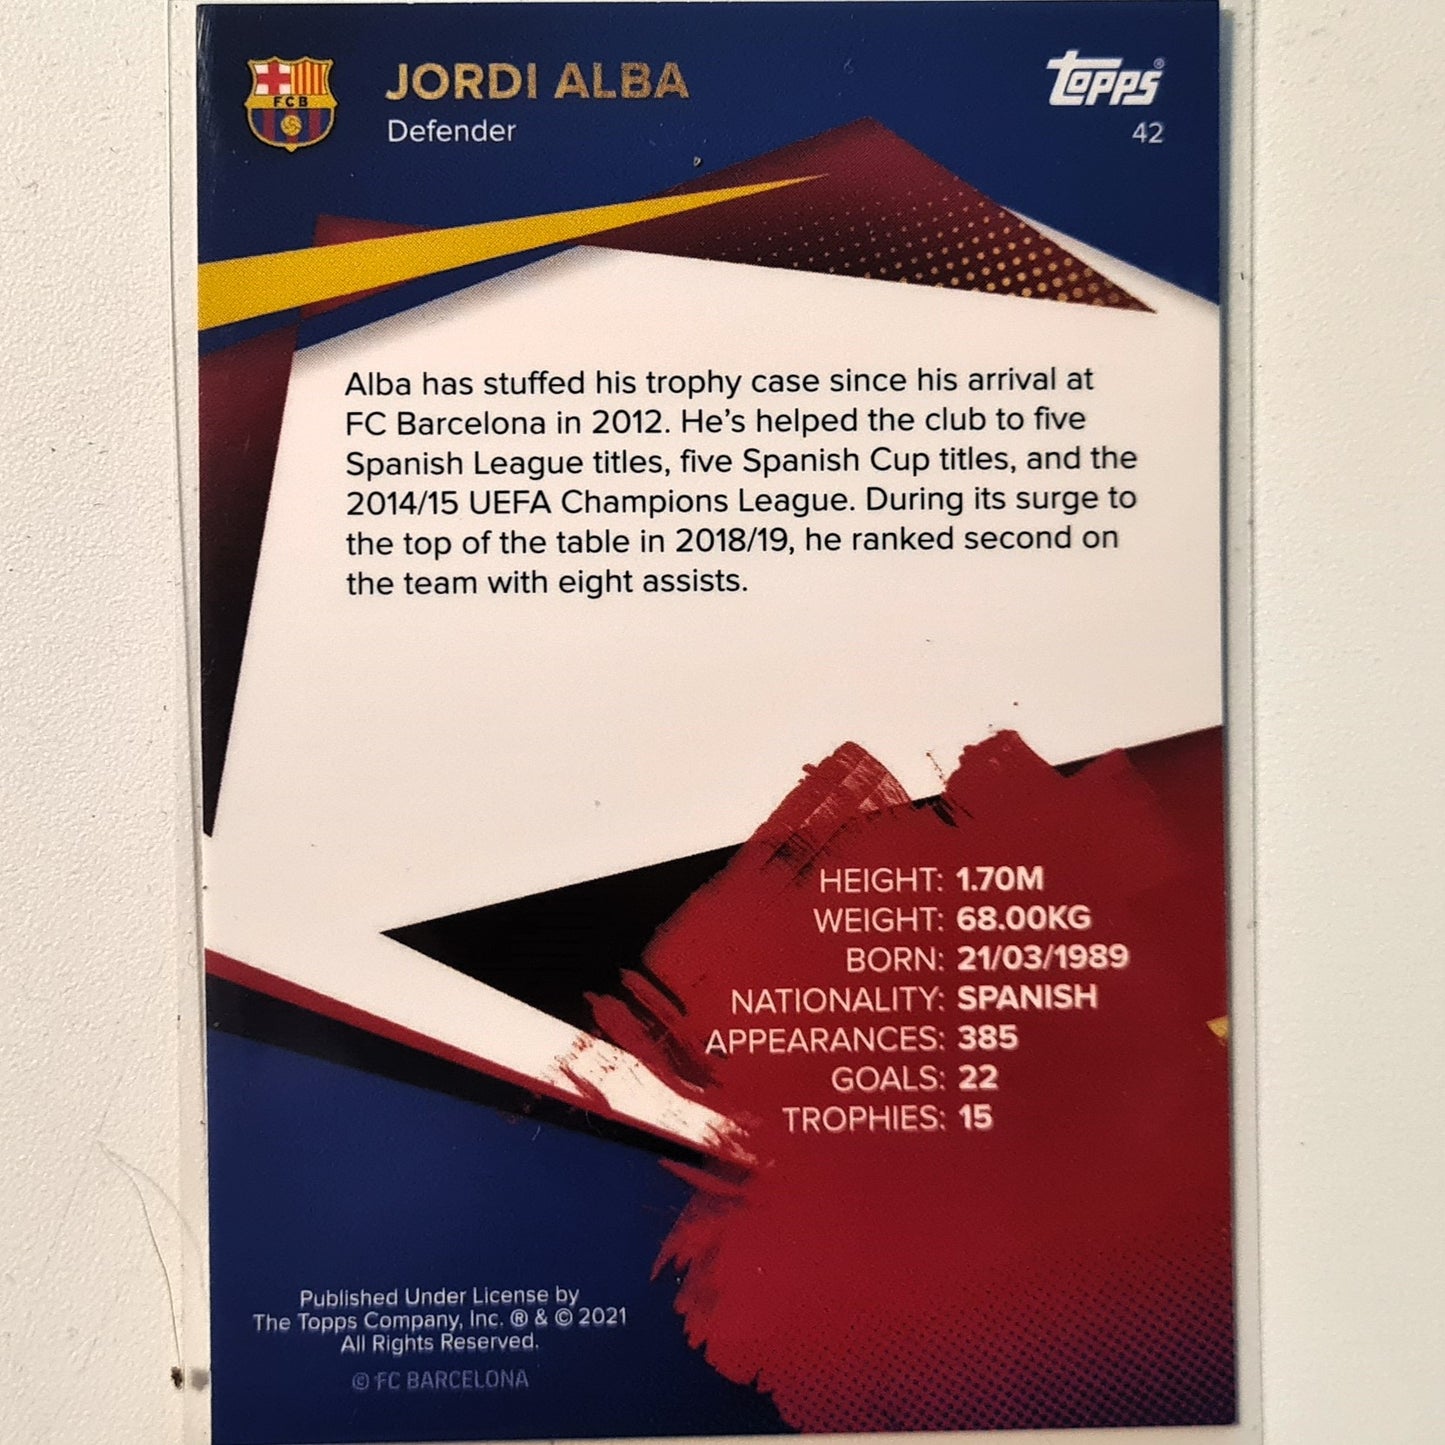 FCB
JORDI ALBA
Defender
Topps®
42
Alba has stuffed his trophy case since his arrival at
FC Barcelona in 2012. He’s helped the club to five
Spanish League titles, five Spanish Cup titles, and the
2014/15 UEFA Champions League. During its surge to
the top of the table in 2018/19, he ranked second on
the team with eight assists.
HEIGHT: 1.70M
WEIGHT: 68.00KG
BORN: 21/03/1989
NATIONALITY: SPANISH
APPEARANCES: 385
GOALS: 22
TROPHIES: 15
Published Under License by
The Topps Company, Inc. ® & © 2021
All Rights Reserved.
© FC BARCELONA